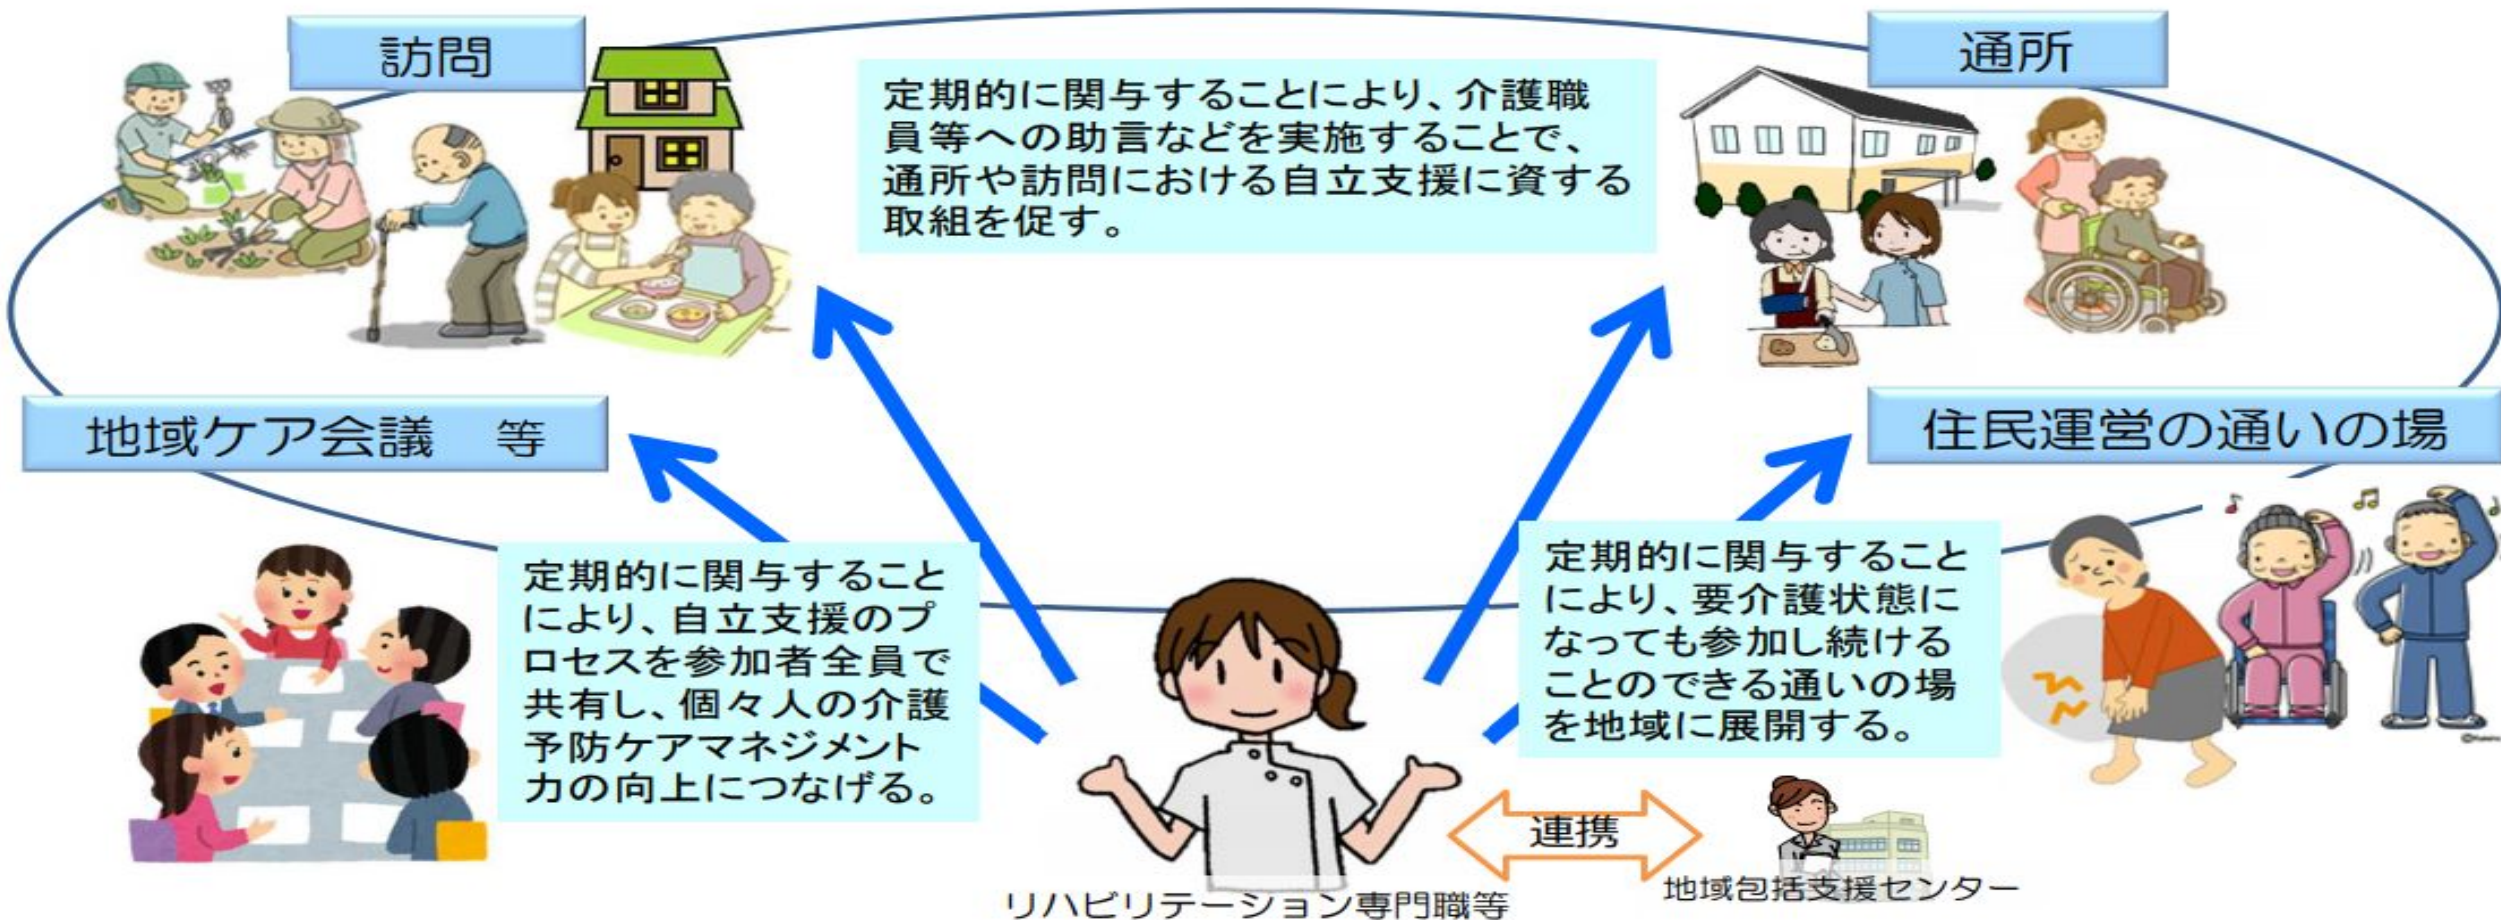 訪問
通所
定期的に関与することにより、介護職
員等への助言などを実施することで、
通所や訪問における自立支援に資する
取組を促す。
地域ケア会議　等
住民運営の通いの場
定期的に関与すること
により、自立支援のプ
ロセスを参加者全員で
共有し、個々人の介護
予防ケアマネジメント
力の向上につなげる。
定期的に関与すること
により、要介護状態に
なっても参加し続ける
ことのできる通いの場
を地域に展開する。
連携
リハビリテーション専門職等
地域包括支援センター